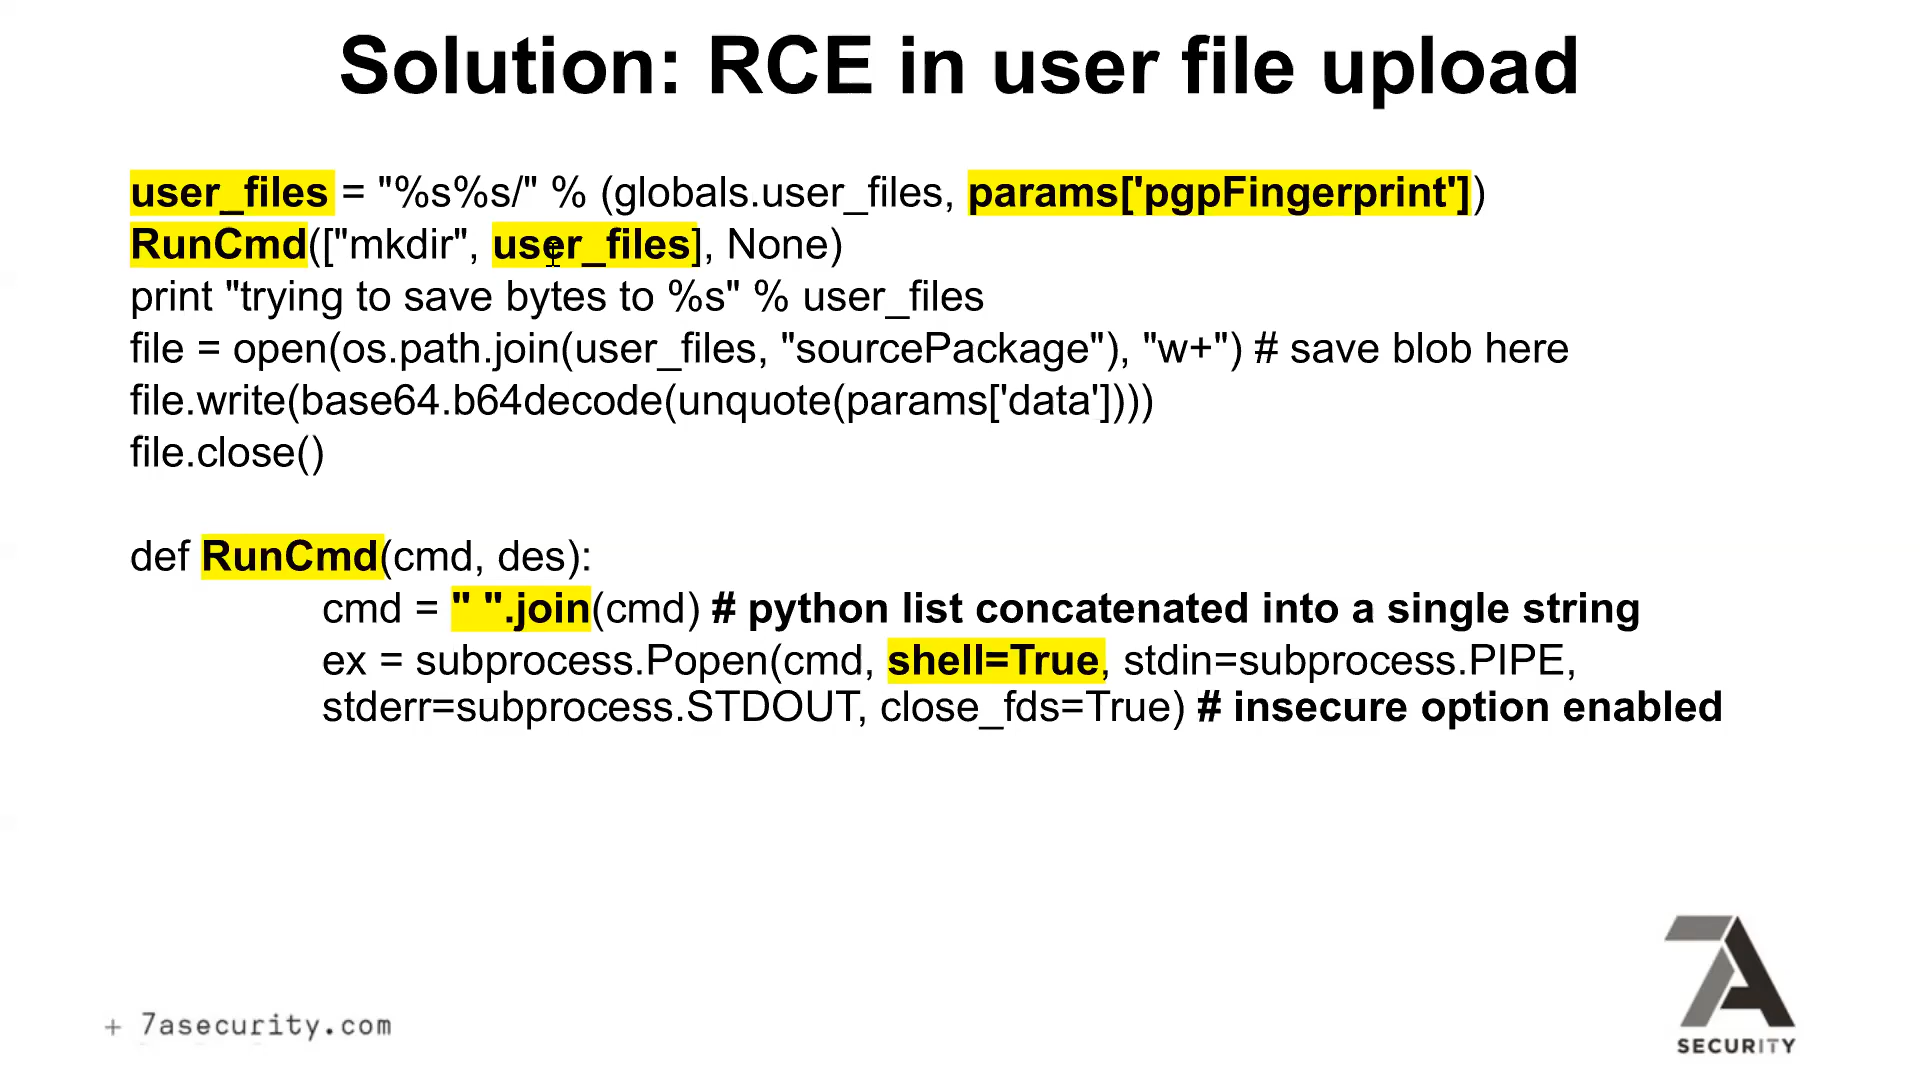 Solution: RCE in user file upload
user_files = "%s%s/" % (globals.user_files, params['pgpFingerprint'])
RunCmd(["mkdir", user_files], None)
print "trying to save bytes to %s" % user_files
file = open(os.path.join(user_files, "sourcePackage"), "w+") # save blob here
file.write(base64.b64decode(unquote(params['data'])))
file.close()
def RunCmd(cmd, des):
cmd = " ".join(cmd) # python list concatenated into a single string
ex = subprocess.Popen(cmd, shell=True, stdin=subprocess.PIPE,
stderr=subprocess.STDOUT, close_fds=True) # insecure option enabled
+ 7asecurity.com
7A
SECURITY